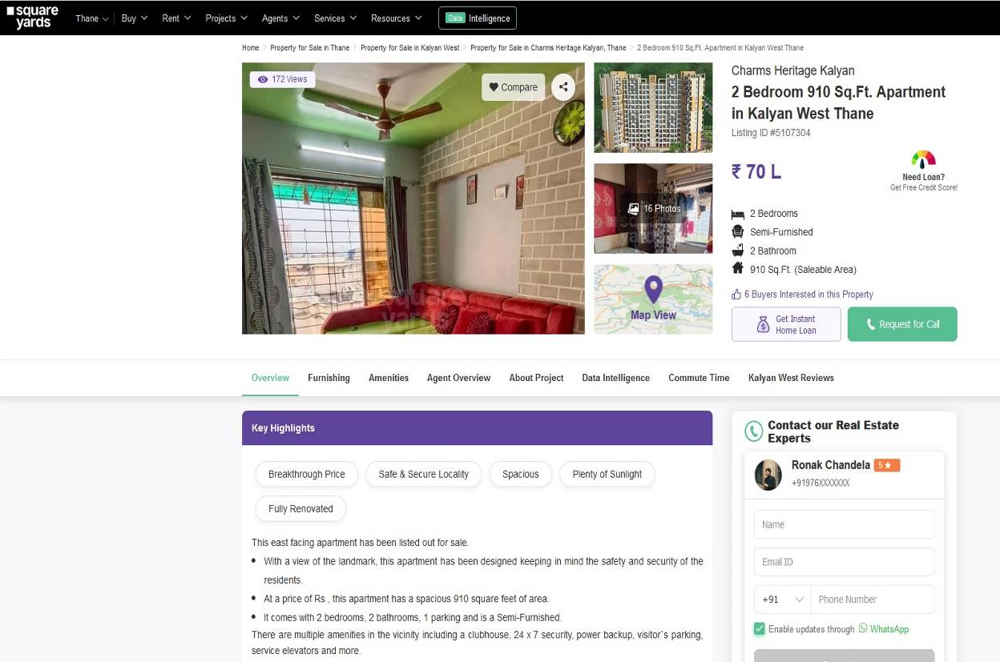 square
yards
Thane
Buy
Rent
Projects
Agents
Services
Resources
Data Intelligence
Home
Property for Sale in Thane
Property for Sale in Kalyan West
Property for Sale in Charms Heritage Kalyan, Thane
2 Bedroom 910 Sq.Ft. Apartment in Kalyan West Thane
172 Views
Compare
16 Photos
Map View
square
yards
Charms Heritage Kalyan
2 Bedroom 910 Sq.Ft. Apartment
in Kalyan West Thane
Listing ID #5107304
₹ 70 L
Need Loan?
Get Free Credit Score!
2 Bedrooms
Semi-Furnished
2 Bathroom
910 Sq.Ft. (Saleable Area)
6 Buyers Interested in this Property
Get Instant
Home Loan
Request for Call
Overview
Furnishing
Amenities
Agent Overview
About Project
Data Intelligence
Commute Time
Kalyan West Reviews
Key Highlights
Breakthrough Price
Safe & Secure Locality
Spacious
Plenty of Sunlight
Fully Renovated
This east facing apartment has been listed out for sale.
With a view of the landmark, this apartment has been designed keeping in mind the safety and security of the
residents.
At a price of Rs , this apartment has a spacious 910 square feet of area.
It comes with 2 bedrooms, 2 bathrooms, 1 parking and is a Semi-Furnished.
There are multiple amenities in the vicinity including a clubhouse, 24 x 7 security, power backup, visitor`s parking,
service elevators and more.
Contact our Real Estate
Experts
Ronak Chandela 5★
+91976XXXXXXX
Name
Email ID
+91
Phone Number
Enable updates through WhatsApp